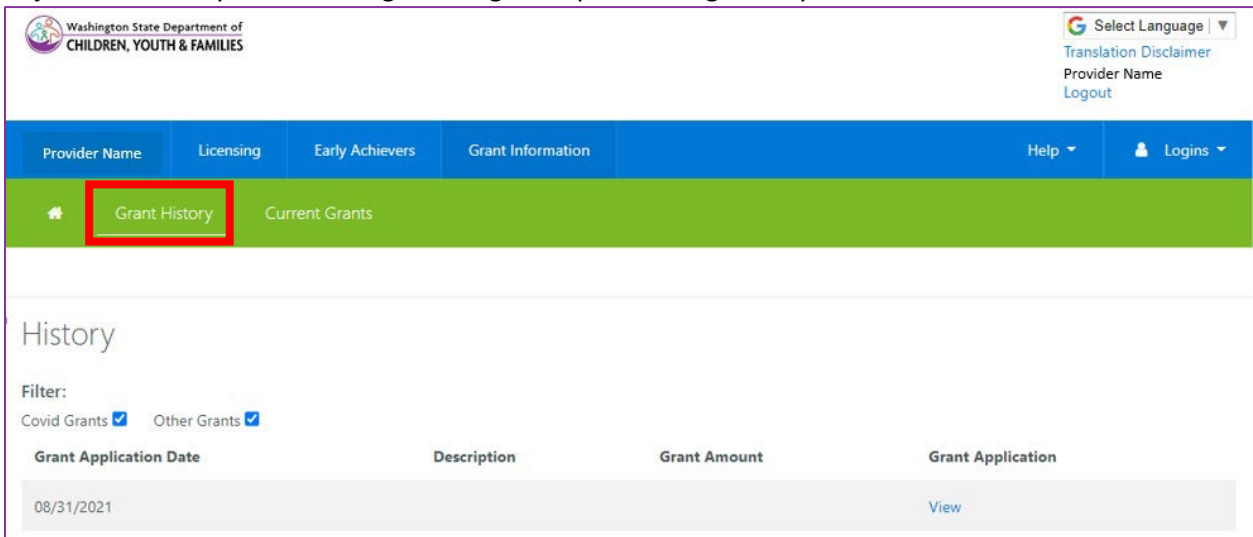 Washington State Department of
CHILDREN, YOUTH & FAMILIES
Select Language ▼
Translation Disclaimer
Provider Name
Logout
Provider Name Licensing Early Achievers Grant Information Help Logins
Grant History Current Grants
History
Filter:
Covid Grants Other Grants
Grant Application Date Description Grant Amount Grant Application
08/31/2021 View